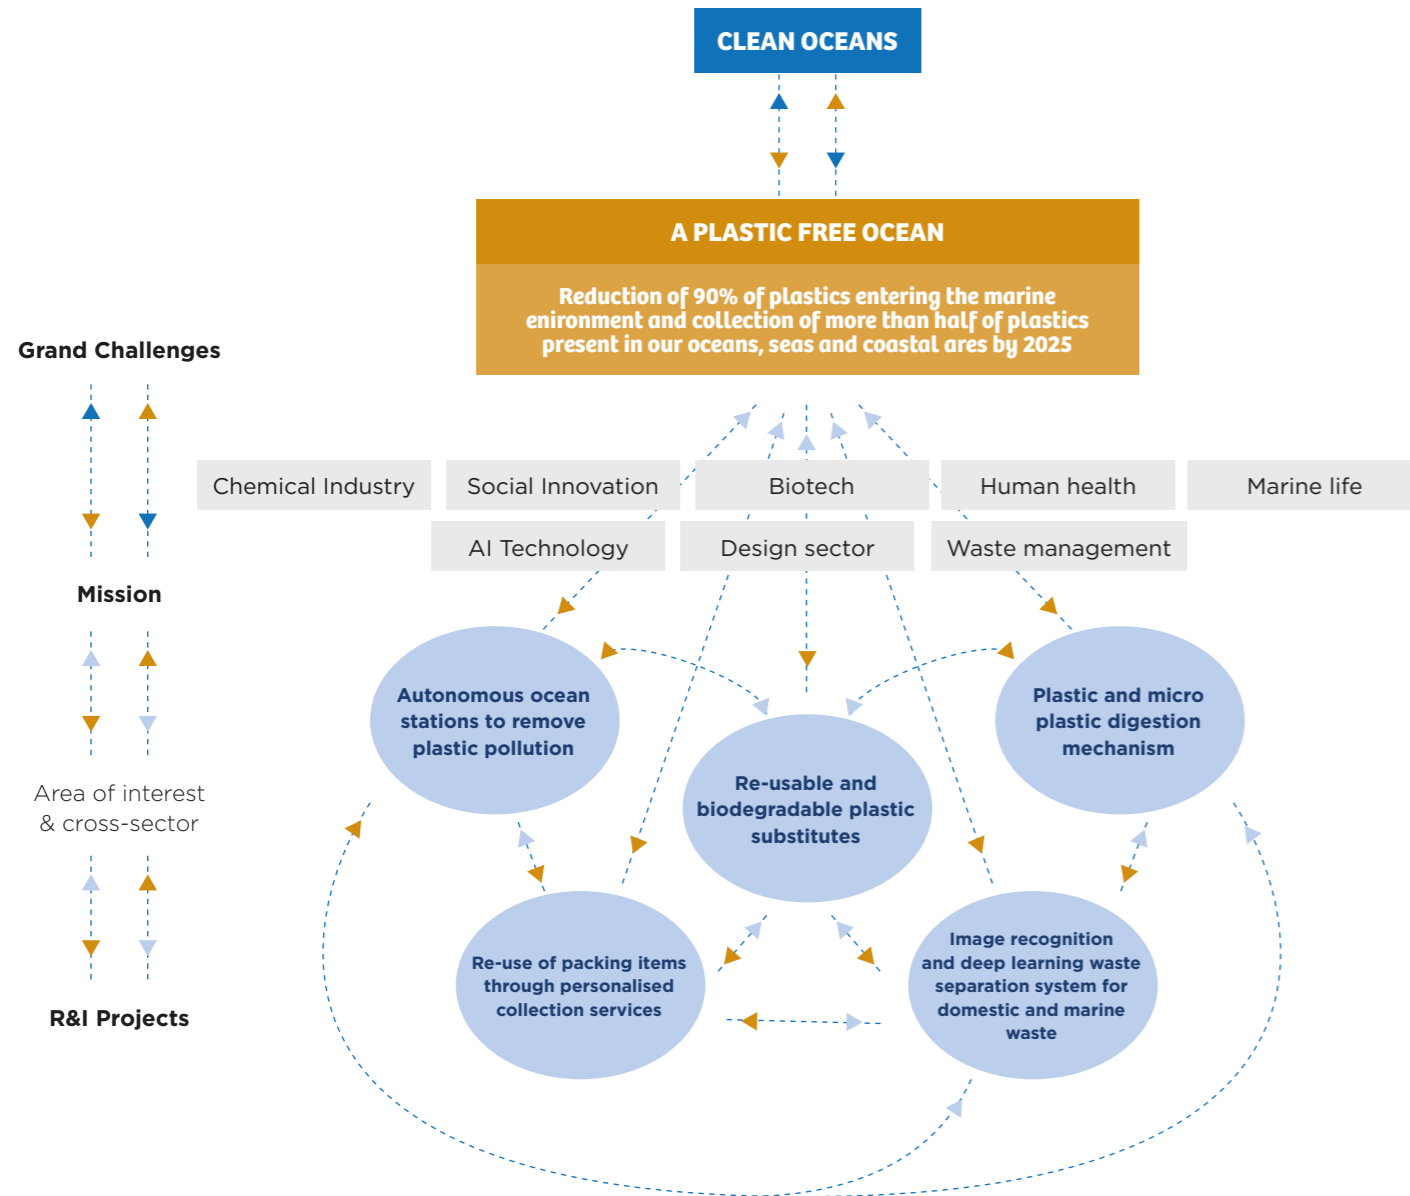 CLEAN OCEANS
A PLASTIC FREE OCEAN
Reduction of 90% of plastics entering the marine
enironment and collection of more than half of plastics
present in our oceans, seas and coastal ares by 2025
Grand Challenges
Chemical Industry
Social Innovation
Biotech
Human health
Marine life
AI Technology
Design sector
Waste management
Mission
Autonomous ocean
stations to remove
plastic pollution
Plastic and micro
plastic digestion
mechanism
Re-usable and
biodegradable plastic
substitutes
Area of interest
& cross-sector
Re-use of packing items
through personalised
collection services
Image recognition
and deep learning waste
separation system for
domestic and marine
waste
R&I Projects